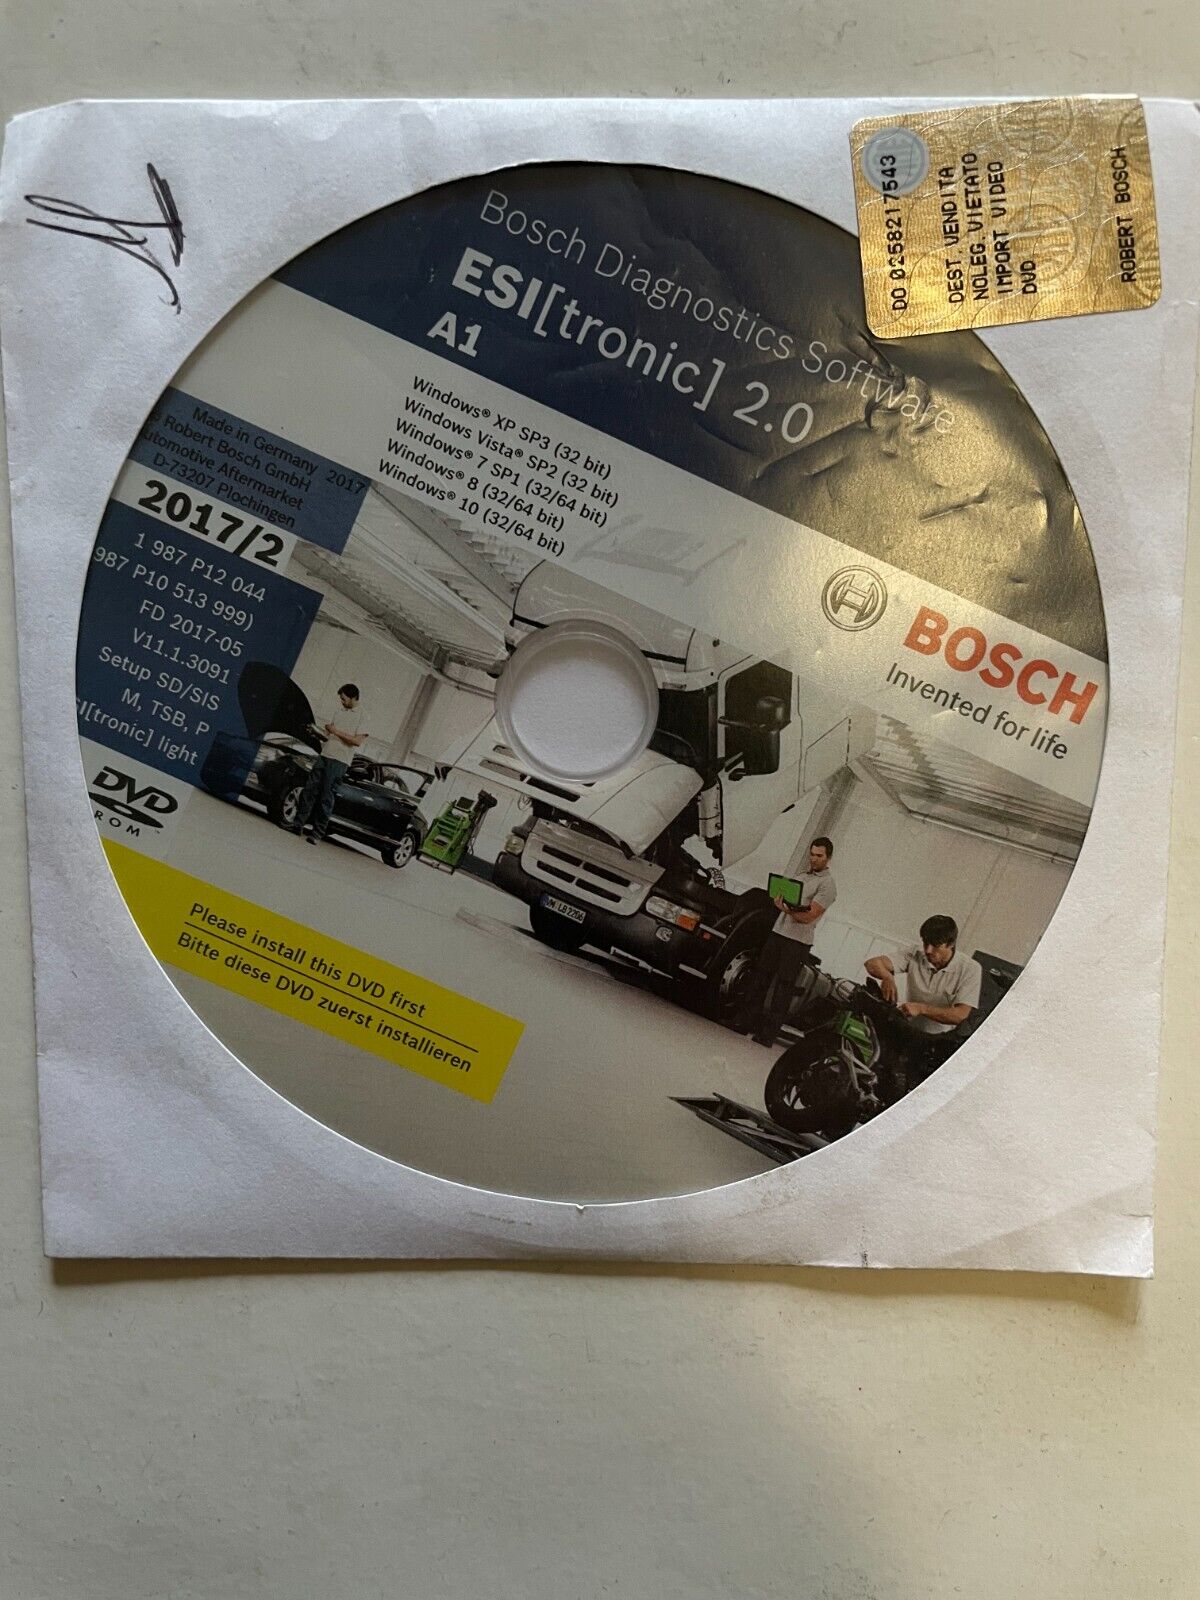 DO 0258217543
DEST VENDITA
NOLEG VIETATO
IMPORT VIDEO
DVD
ROBERT BOSCH
Bosch Diagnostics Software
ESI[tronic] 2.0
A1
Windows® XP SP3 (32 bit)
Windows Vista® SP2 (32 bit)
Windows® 7 SP1 (32/64 bit)
Windows® 8 (32/64 bit)
Windows® 10 (32/64 bit)
Made in Germany 2017
Robert Bosch GmbH
utomotive Aftermarket
D-73207 Plochingen
2017/2
1 987 P12 044
987 P10 513 999)
FD 2017-05
V11.1.3091
Setup SD/SIS
M, TSB, P
I[tronic] light
DVD
ROM
BOSCH
Invented for life
Please install this DVD first
Bitte diese DVD zuerst installieren